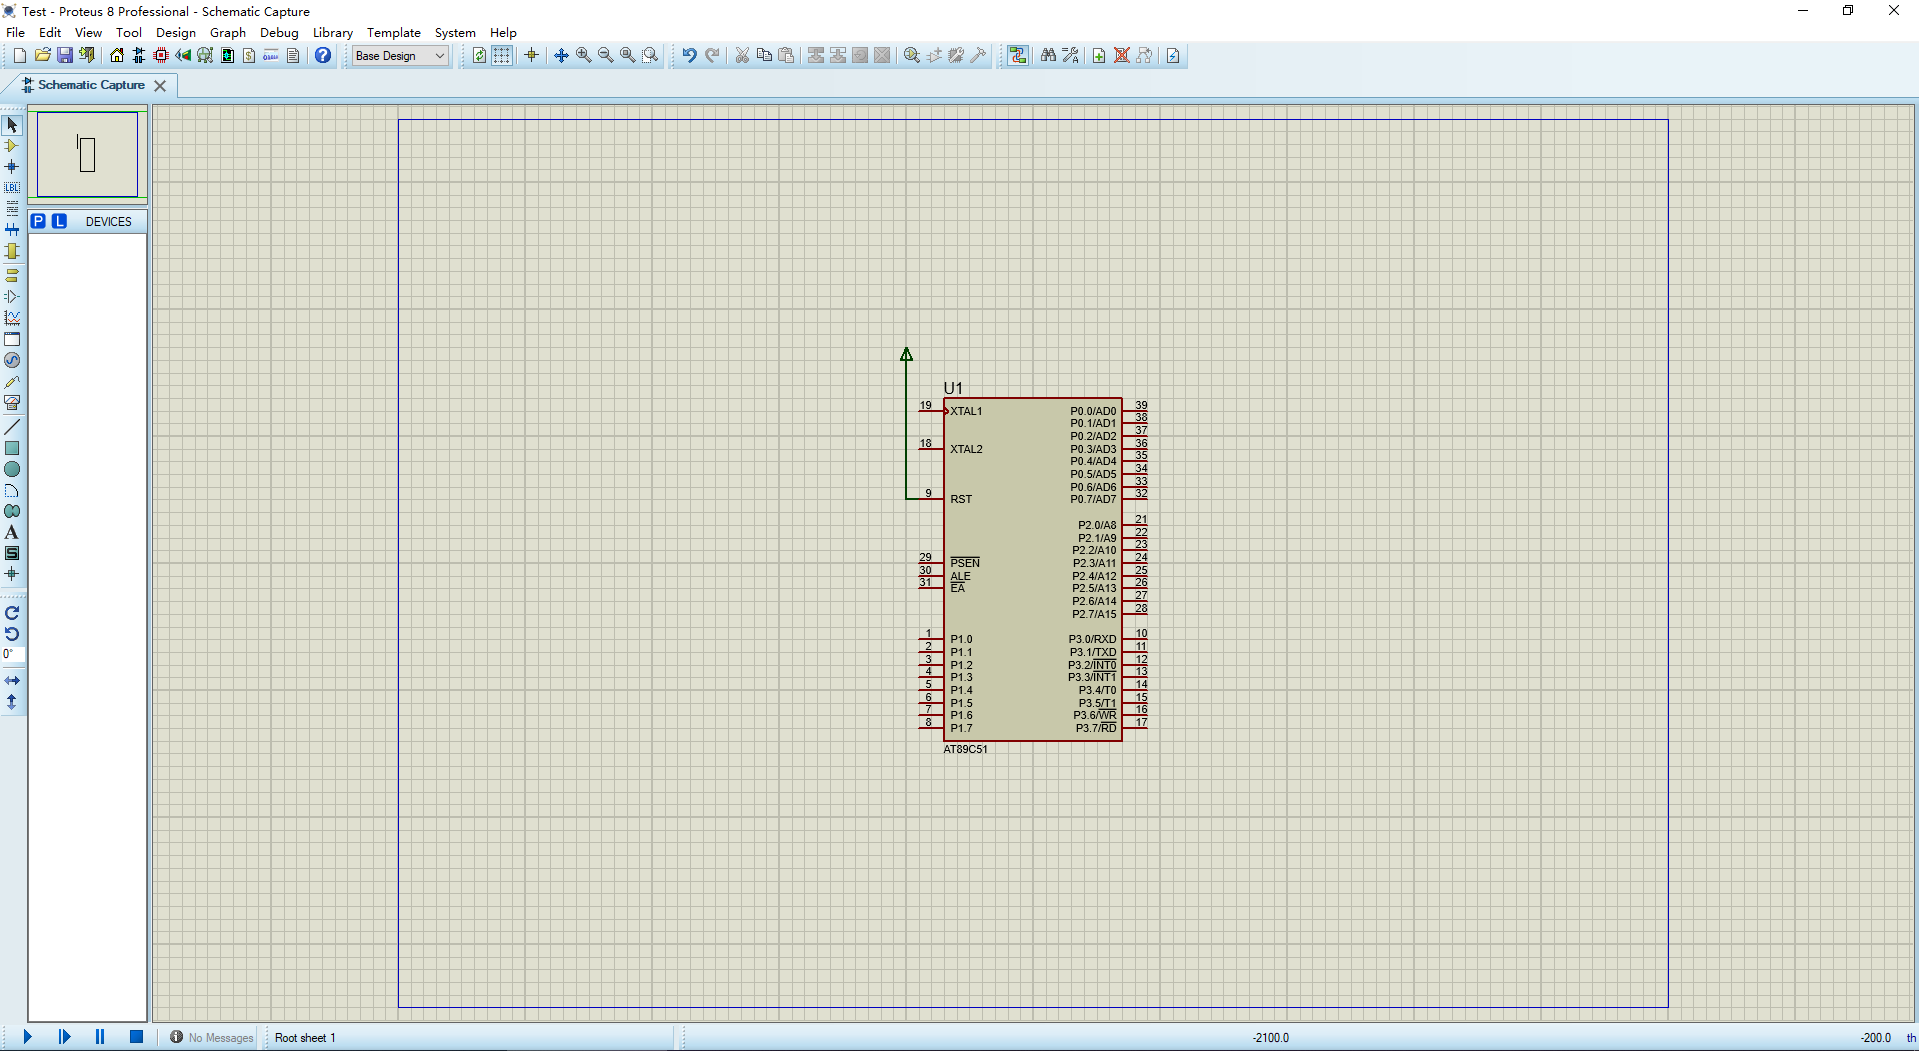 Test - Proteus 8 Professional - Schematic Capture
File Edit View Tool Design Graph Debug Library Template System Help
Base Design
Schematic Capture
LBL
P L DEVICES
A
S
0°
U1
19 XTAL1
18 XTAL2
9 RST
29 PSEN
30 ALE
31 EA
1 P1.0
2 P1.1
3 P1.2
4 P1.3
5 P1.4
6 P1.5
7 P1.6
8 P1.7
P0.0/AD0 39
P0.1/AD1 38
P0.2/AD2 37
P0.3/AD3 36
P0.4/AD4 35
P0.5/AD5 34
P0.6/AD6 33
P0.7/AD7 32
P2.0/A8 21
P2.1/A9 22
P2.2/A10 23
P2.3/A11 24
P2.4/A12 25
P2.5/A13 26
P2.6/A14 27
P2.7/A15 28
P3.0/RXD 10
P3.1/TXD 11
P3.2/INT0 12
P3.3/INT1 13
P3.4/T0 14
P3.5/T1 15
P3.6/WR 16
P3.7/RD 17
AT89C51
No Messages
Root sheet 1
-2100.0
-200.0 th